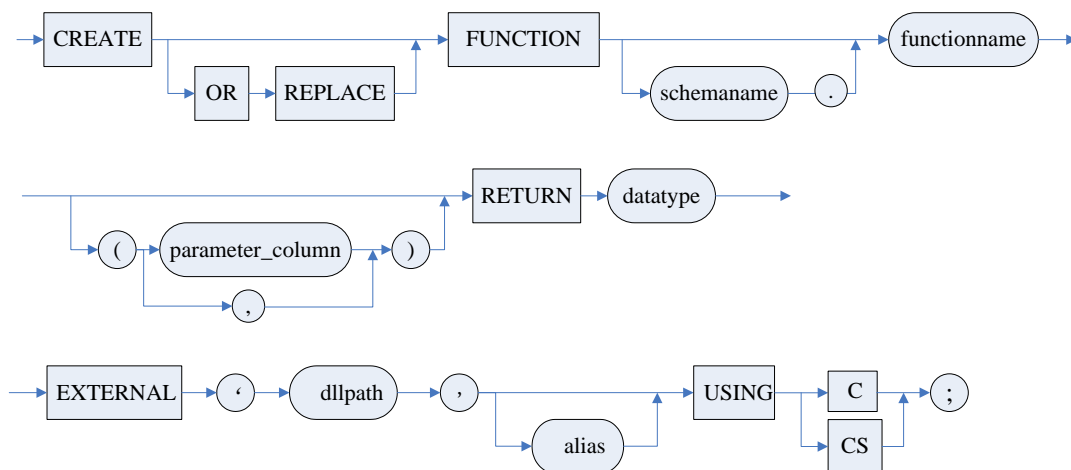 CREATE FUNCTION functionname
OR REPLACE schemaname .
RETURN datatype
( parameter_column )
,
EXTERNAL ‘ dllpath ’ USING C ;
alias CS